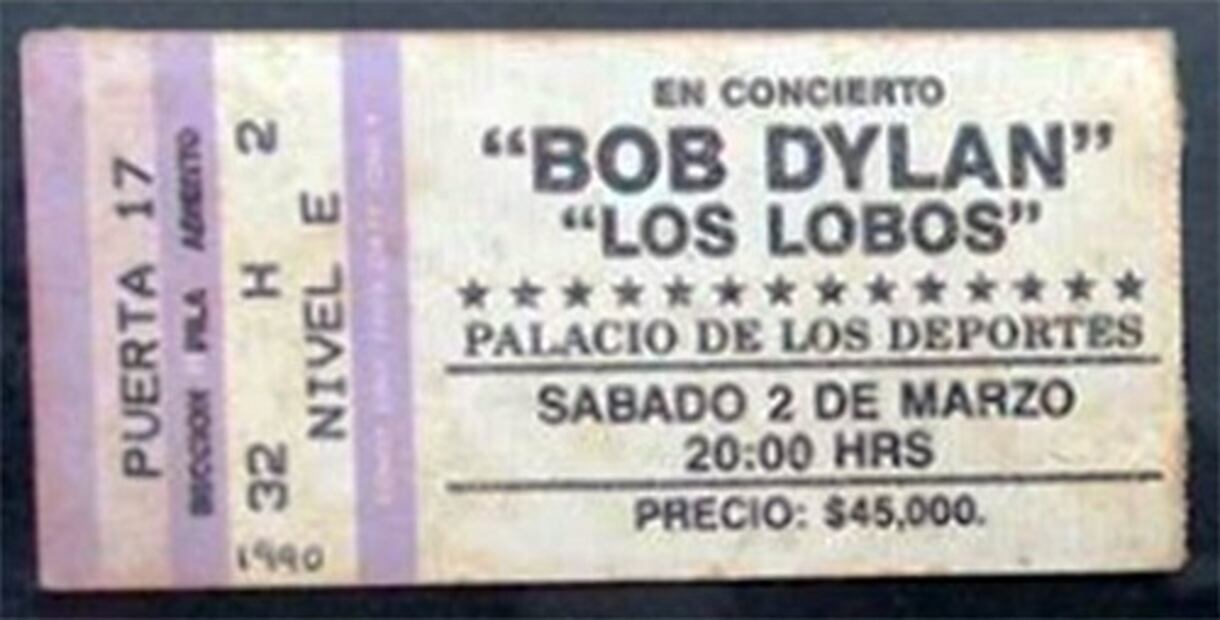 EN CONCIERTO
"BOB DYLAN"
"LOS LOBOS"
PALACIO DE LOS DEPORTES
SABADO 2 DE MARZO
20:00 HRS
PRECIO: $45,000.
PUERTA 17
SECCION FILA ASIENTO
32 H 2
NIVEL E
1990